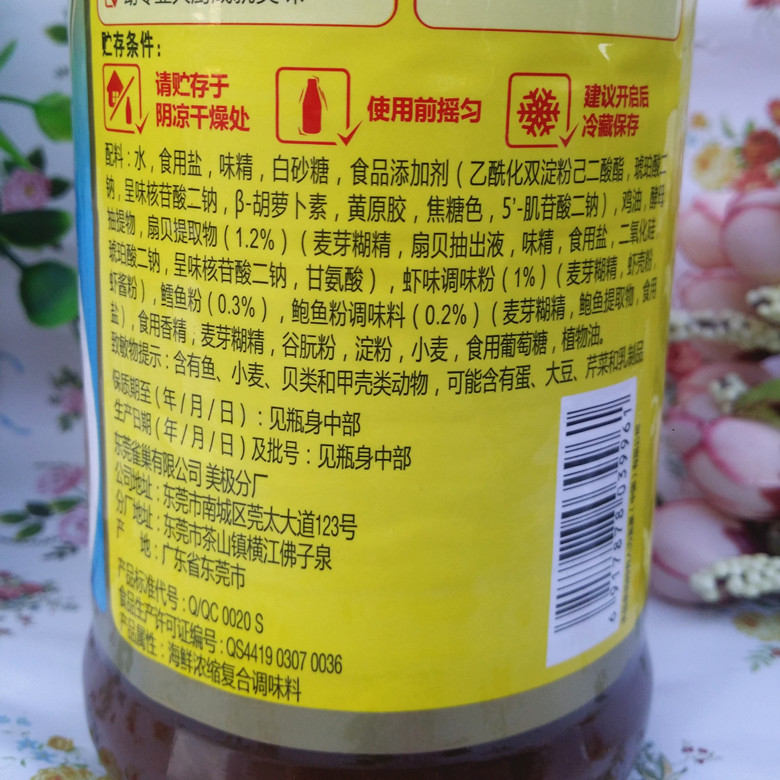 贮存条件：
请贮存于
阴凉干燥处
使用前摇匀
建议开启后
冷藏保存
配料：水，食用盐，味精，白砂糖，食品添加剂（乙酰化双淀粉己二酸酯，琥珀酸二
钠，呈味核苷酸二钠，β-胡萝卜素，黄原胶，焦糖色，5'-肌苷酸二钠），鸡油，酵母
抽提物，扇贝提取物（1.2%）（麦芽糊精，扇贝抽出液，味精，食用盐，二氧化硅，
琥珀酸二钠，呈味核苷酸二钠，甘氨酸），虾味调味粉（1%）（麦芽糊精，虾壳粉，
虾酱粉），鳕鱼粉（0.3%），鲍鱼粉调味料（0.2%）（麦芽糊精，鲍鱼提取物，食用
盐），食用香精，麦芽糊精，谷朊粉，淀粉，小麦，食用葡萄糖，植物油。
致敏物提示：含有鱼、小麦、贝类和甲壳类动物，可能含有蛋、大豆、芹菜和乳制品
保质期至（年/月/日）：见瓶身中部
生产日期（年/月/日）及批号：见瓶身中部
东莞雀巢有限公司 美极分厂
公司地址：东莞市南城区莞太大道123号
分厂地址：东莞市茶山镇横江佛子泉
产 地：广东省东莞市
产品标准代号：Q/QC 0020 S
食品生产许可证编号：QS4419 0307 0036
产品属性：海鲜浓缩复合调味料
6 917878 039961